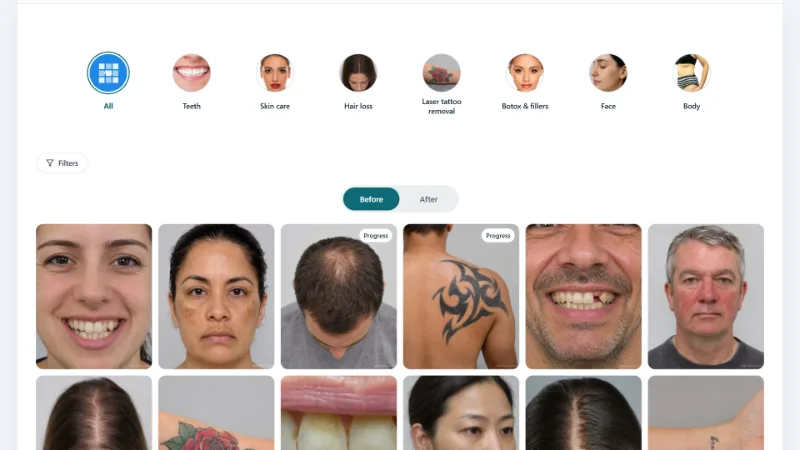 All
Teeth
Skin care
Hair loss
Laser tattoo
removal
Botox & fillers
Face
Body
Filters
Before
After
Progress
Progress